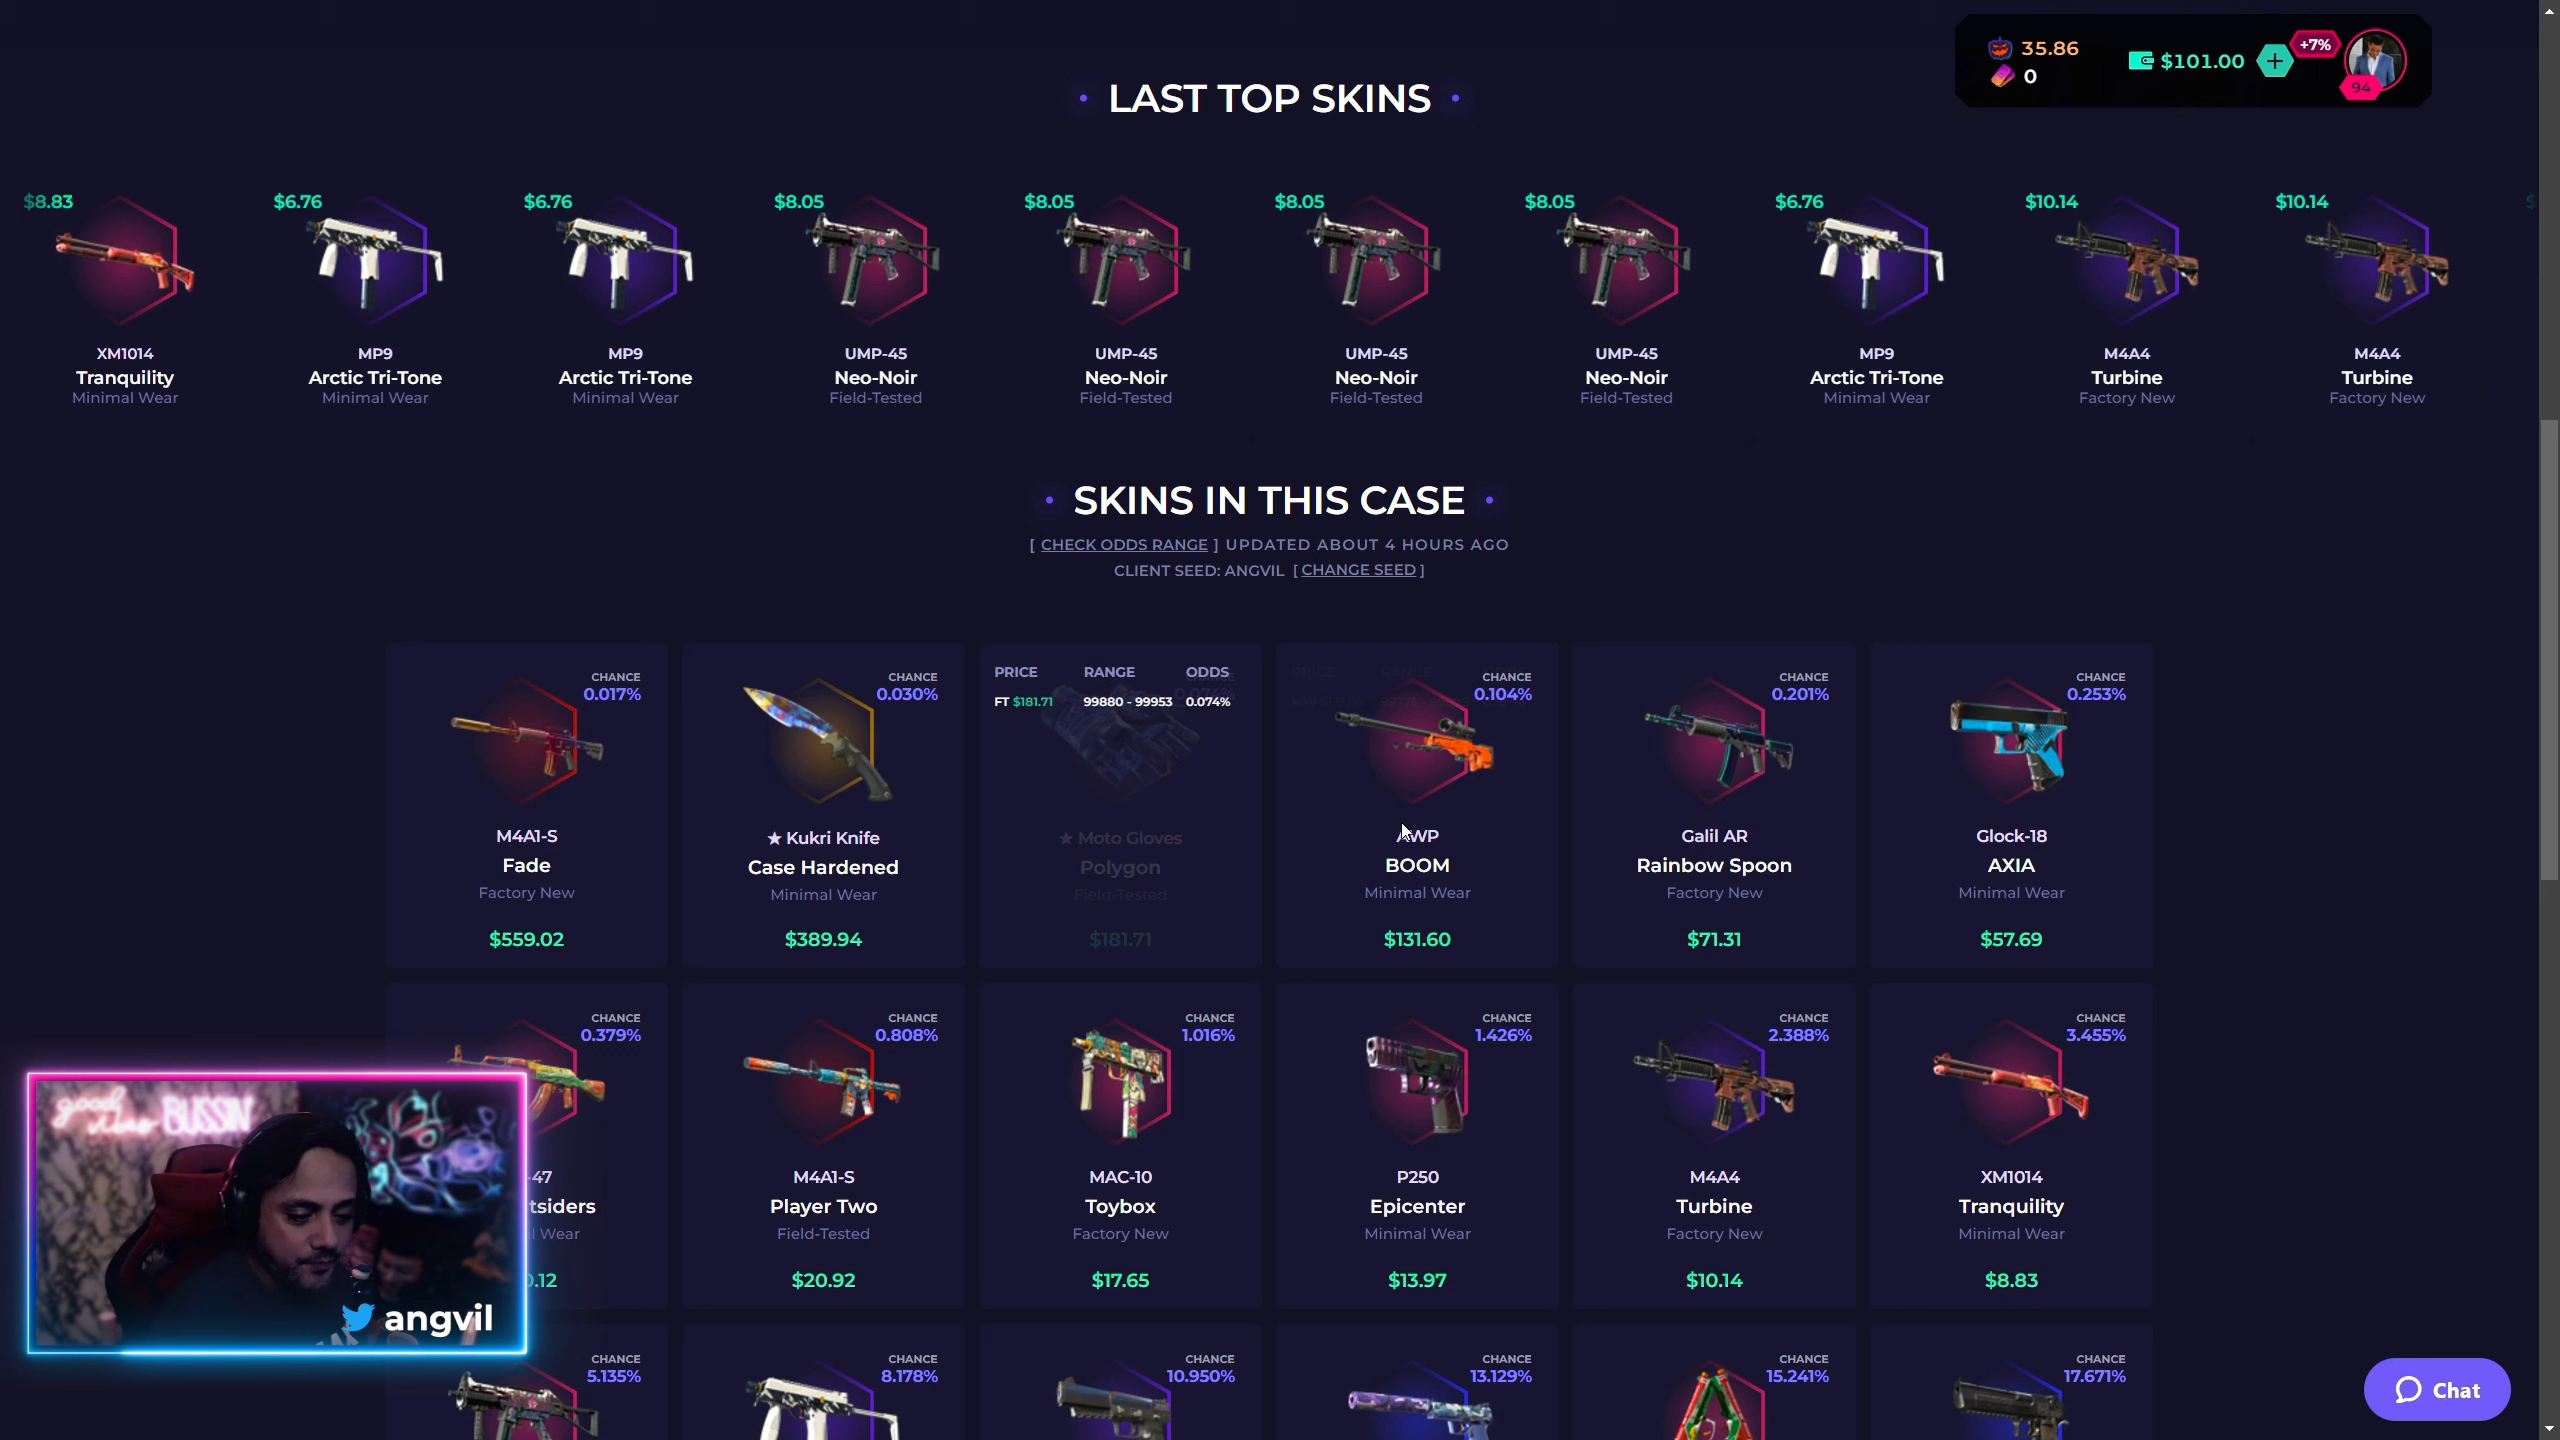 35.86
0
$101.00
+7%
94
LAST TOP SKINS
$8.83
$6.76
$6.76
$8.05
$8.05
$8.05
$8.05
$6.76
$10.14
$10.14
XM1014
MP9
MP9
UMP-45
UMP-45
UMP-45
UMP-45
MP9
M4A4
M4A4
Tranquility
Arctic Tri-Tone
Arctic Tri-Tone
Neo-Noir
Neo-Noir
Neo-Noir
Neo-Noir
Arctic Tri-Tone
Turbine
Turbine
Minimal Wear
Minimal Wear
Minimal Wear
Field-Tested
Field-Tested
Field-Tested
Field-Tested
Minimal Wear
Factory New
Factory New
SKINS IN THIS CASE
[ CHECK ODDS RANGE ] UPDATED ABOUT 4 HOURS AGO
CLIENT SEED: ANGVIL [ CHANGE SEED ]
CHANCE
0.017%
M4A1-S
Fade
Factory New
$559.02
CHANCE
0.030%
★ Kukri Knife
Case Hardened
Minimal Wear
$389.94
PRICE RANGE ODDS
FT $181.71 99880 - 99953 0.074%
★ Moto Gloves
Polygon
Field-Tested
$181.71
CHANCE
0.104%
AWP
BOOM
Minimal Wear
$131.60
CHANCE
0.201%
Galil AR
Rainbow Spoon
Factory New
$71.31
CHANCE
0.253%
Glock-18
AXIA
Minimal Wear
$57.69
CHANCE
0.379%
-47
tsiders
Wear
.12
CHANCE
0.808%
M4A1-S
Player Two
Field-Tested
$20.92
CHANCE
1.016%
MAC-10
Toybox
Factory New
$17.65
CHANCE
1.426%
P250
Epicenter
Minimal Wear
$13.97
CHANCE
2.388%
M4A4
Turbine
Factory New
$10.14
CHANCE
3.455%
XM1014
Tranquility
Minimal Wear
$8.83
good
BUSSIN'
angvil
CHANCE
5.135%
CHANCE
8.178%
CHANCE
10.950%
CHANCE
13.129%
CHANCE
15.241%
CHANCE
17.671%
Chat